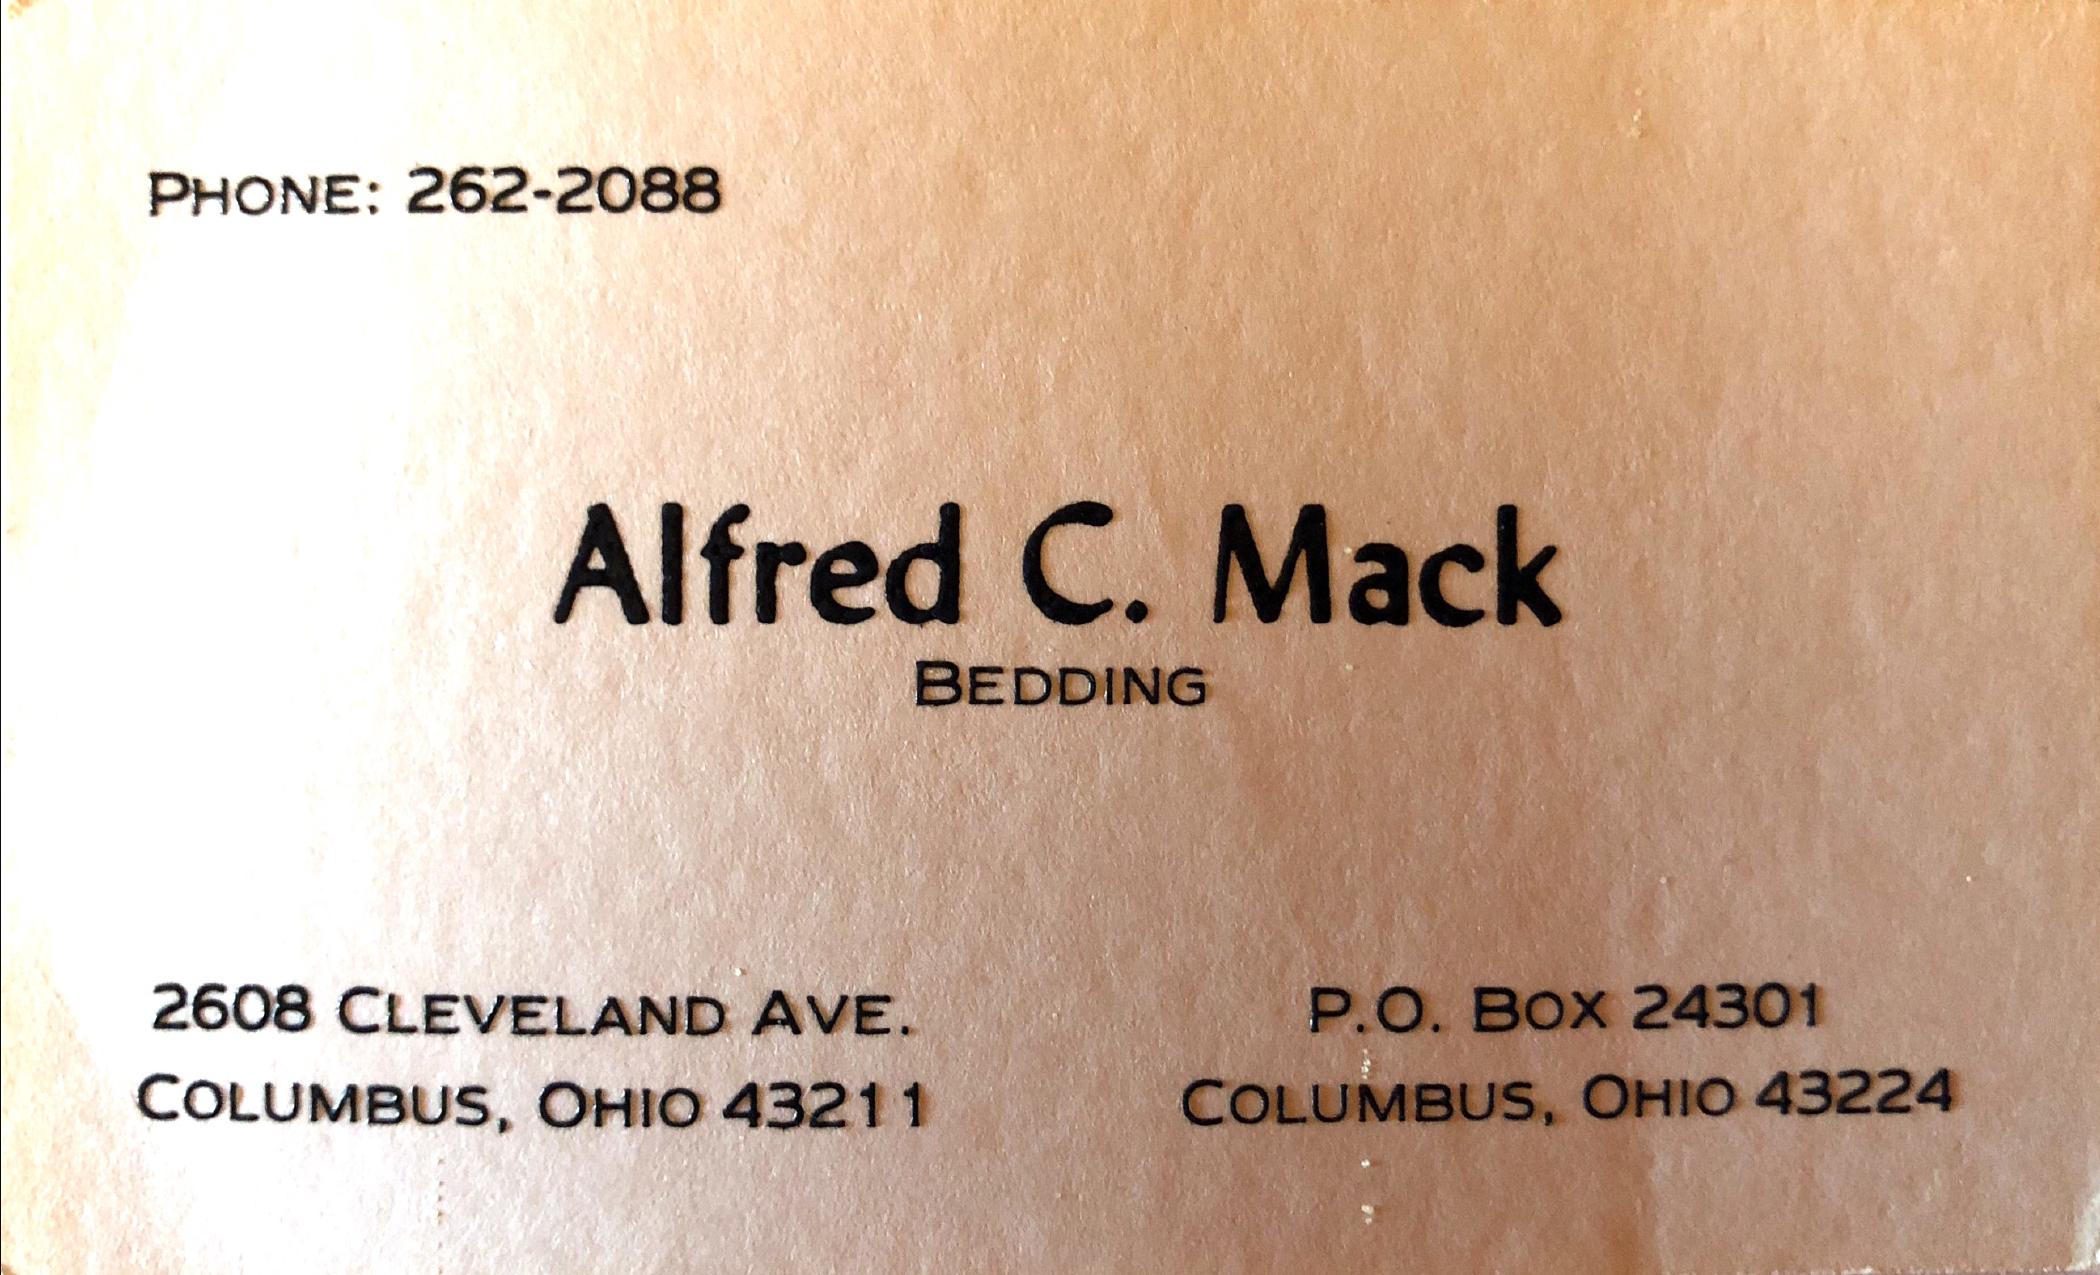 PHONE: 262-2088
Alfred C. Mack
BEDDING
2608 CLEVELAND AVE.
COLUMBUS, OHIO 43211
P.O. BOX 24301
COLUMBUS, OHIO 43224